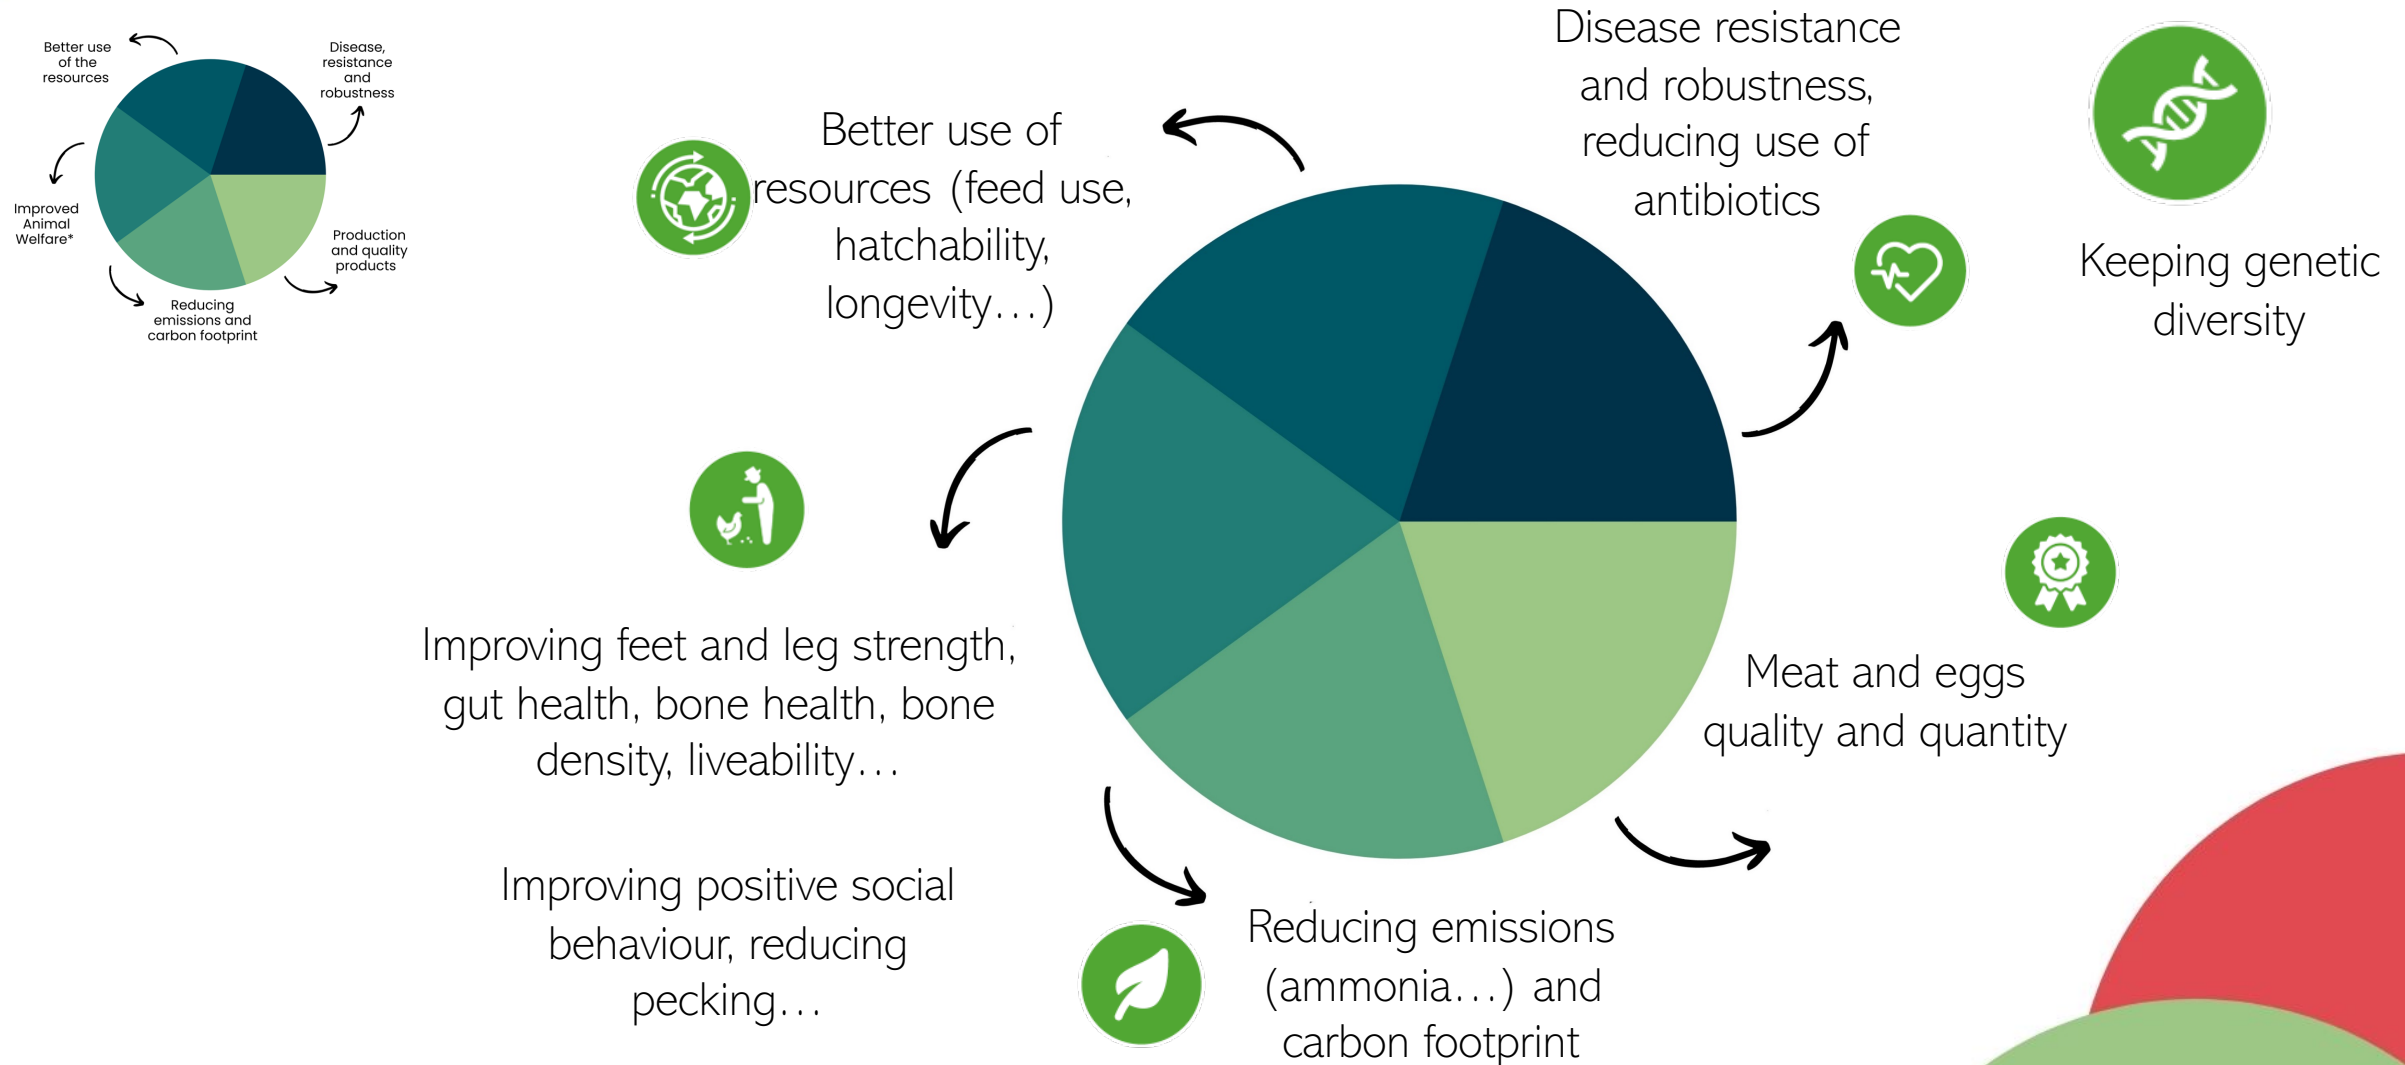 Better use
of the
resources
Disease,
resistance
and
robustness
Improved
Animal
Welfare*
Production
and quality
products
Reducing
emissions and
carbon footprint
Better use of
resources (feed use,
hatchability,
longevity...)
Disease resistance
and robustness,
reducing use of
antibiotics
Keeping genetic
diversity
Improving feet and leg strength,
gut health, bone health, bone
density, liveability...
Improving positive social
behaviour, reducing
pecking...
Meat and eggs
quality and quantity
Reducing emissions
(ammonia...) and
carbon footprint